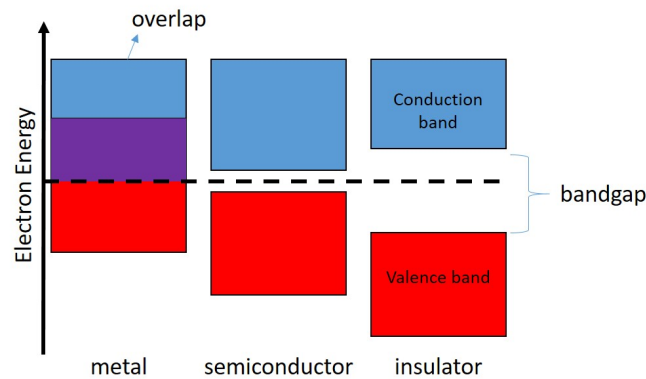 overlap
Electron Energy
Conduction
band
bandgap
Valence band
metal
semiconductor
insulator